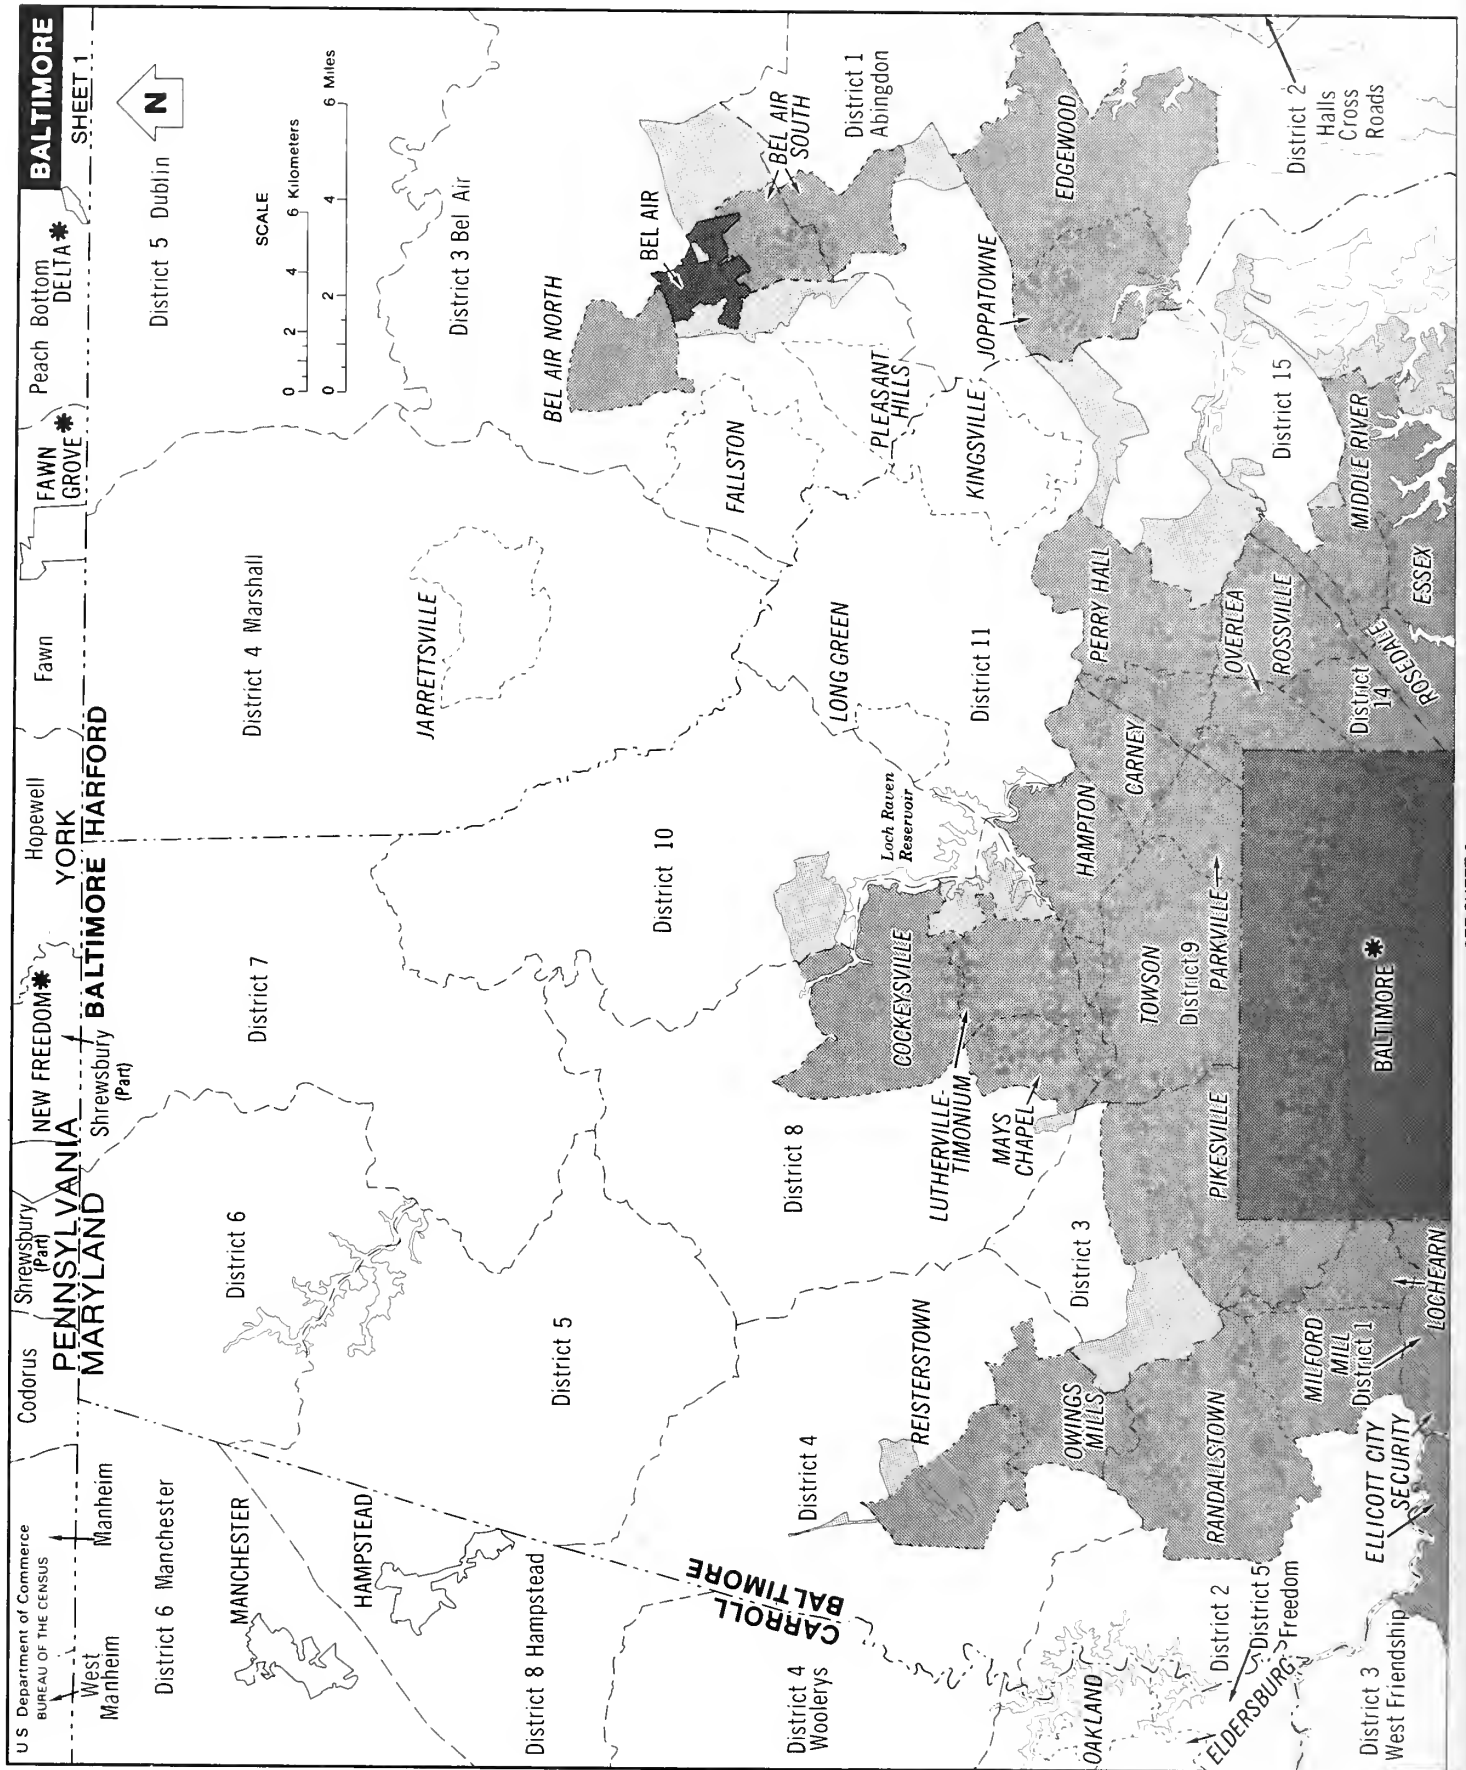 U S Department of Commerce
BUREAU OF THE CENSUS
BALTIMORE
SHEET 1
West
Manheim
Manheim
Codorus
Shrewsbury
(Part)
NEW FREEDOM*
Shrewsbury
(Part)
Hopewell
Fawn
FAWN
GROVE*
Peach Bottom
DELTA*
PENNSYLVANIA
MARYLAND
YORK
BALTIMORE
HARFORD
N
SCALE
0 2 4 6 Kilometers
0 2 4 6 Miles
District 6 Manchester
MANCHESTER
HAMPSTEAD
District 8 Hampstead
CARROLL
BALTIMORE
District 4
Woolerys
OAKLAND
ELDERSBURG
District 5
Freedom
District 3
West Friendship
District 6
District 7
District 5
District 10
District 8
District 4
District 3
District 2
District 4 Marshall
JARRETTSVILLE
District 5 Dublin
District 3 Bel Air
BEL AIR NORTH
BEL AIR
BEL AIR
SOUTH
District 1
Abingdon
FALLSTON
PLEASANT
HILLS
KINGSVILLE
JOPPATOWNE
EDGEWOOD
District 2
Halls
Cross
Roads
LONG GREEN
District 11
Loch Raven
Reservoir
COCKEYSVILLE
LUTHERVILLE-
TIMONIUM
MAYS
CHAPEL
HAMPTON
CARNEY
PERRY HALL
TOWSON
District 9
PARKVILLE
OVERLEA
ROSSVILLE
District
14
ROSEDALE
District 15
MIDDLE RIVER
ESSEX
REISTERSTOWN
OWINGS
MILLS
RANDALLSTOWN
PIKESVILLE
MILFORD
MILL
District 1
LOCHEARN
ELLICOTT CITY
SECURITY
BALTIMORE*